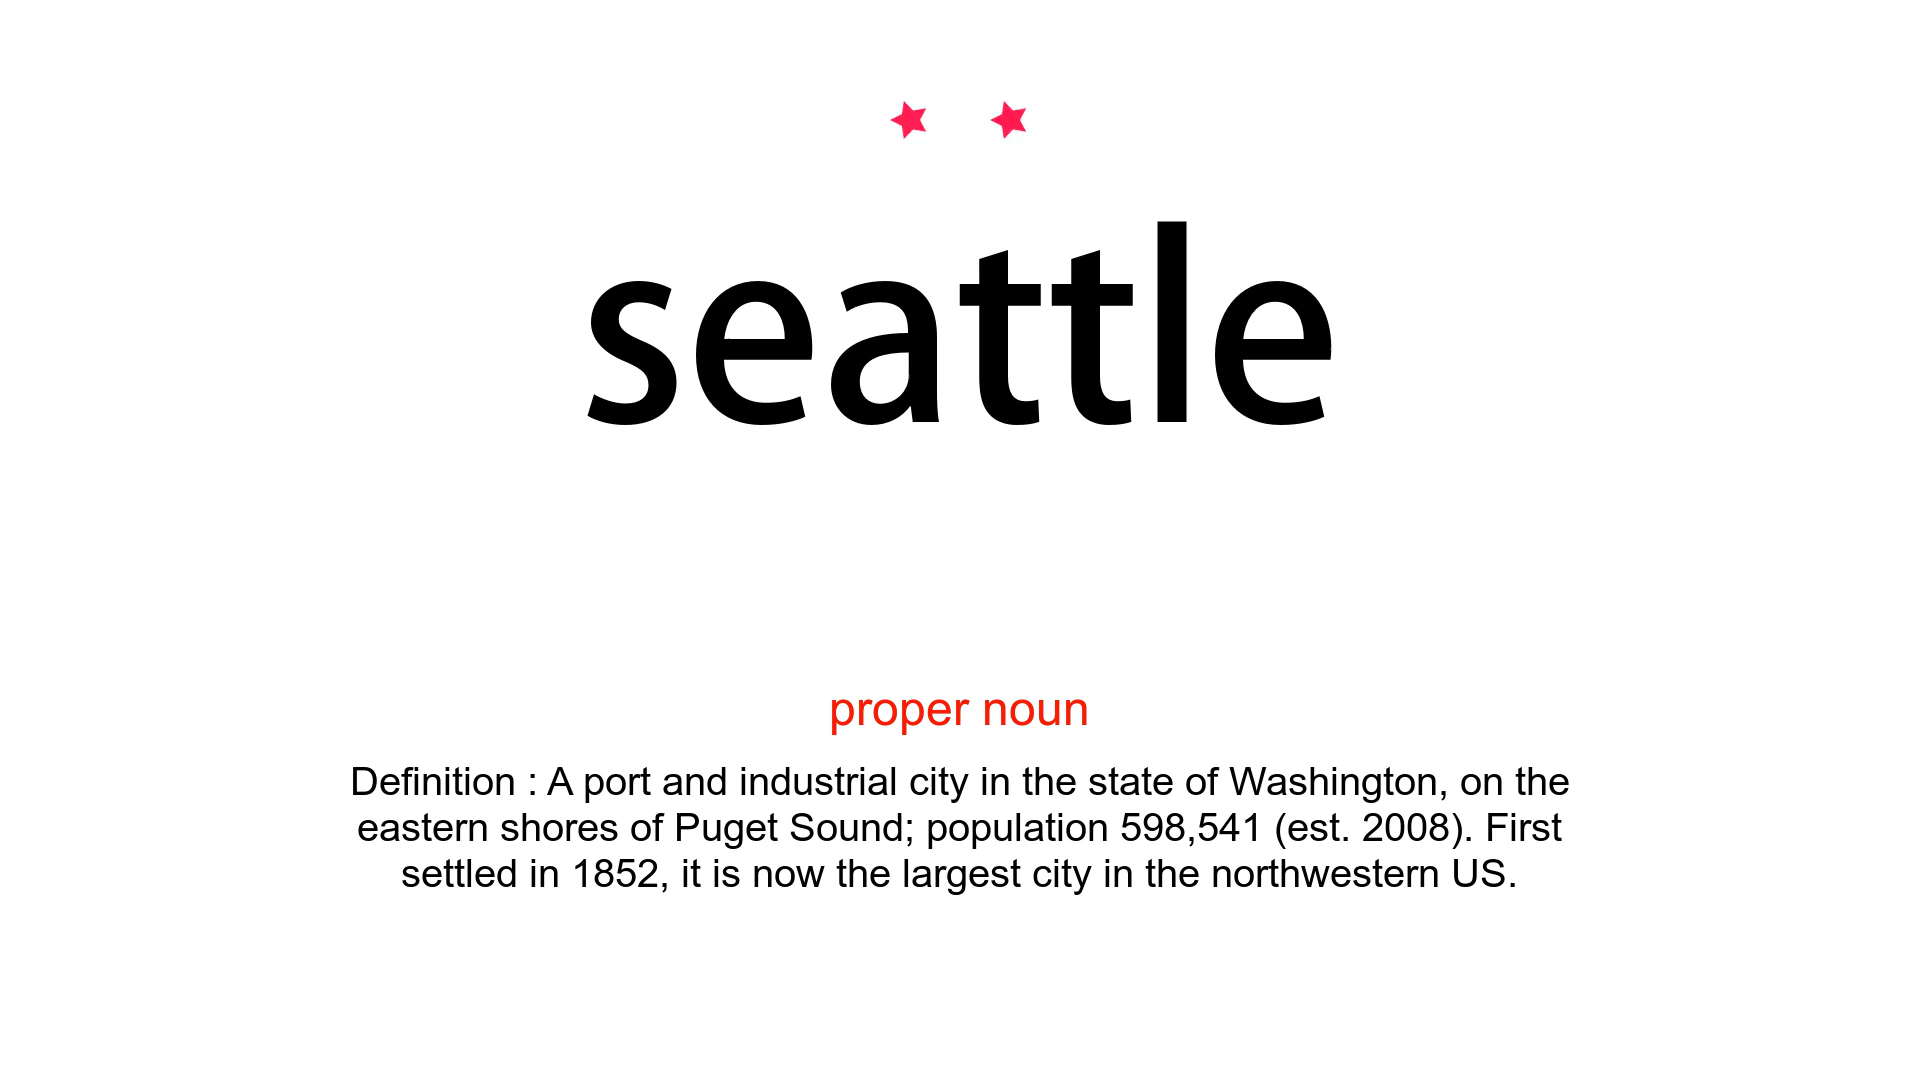 seattle
proper noun
Definition : A port and industrial city in the state of Washington, on the
eastern shores of Puget Sound; population 598,541 (est. 2008). First
settled in 1852, it is now the largest city in the northwestern US.